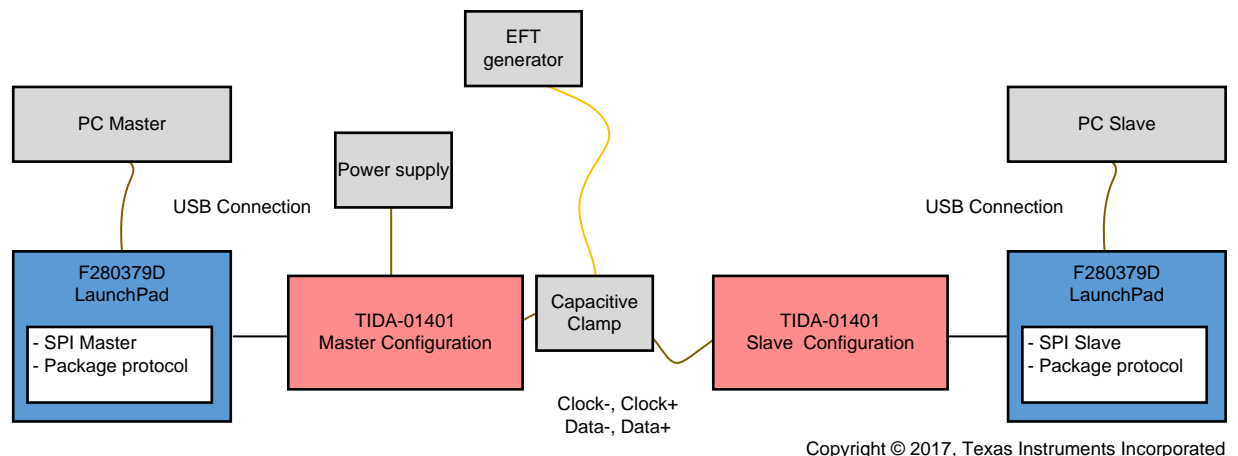 EFT
generator
PC Master
PC Slave
Power supply
USB Connection
USB Connection
F280379D
LaunchPad
- SPI Master
- Package protocol
TIDA-01401
Master Configuration
Capacitive
Clamp
TIDA-01401
Slave  Configuration
F280379D
LaunchPad
- SPI Slave
- Package protocol
Clock-, Clock+
Data-, Data+
Copyright © 2017, Texas Instruments Incorporated